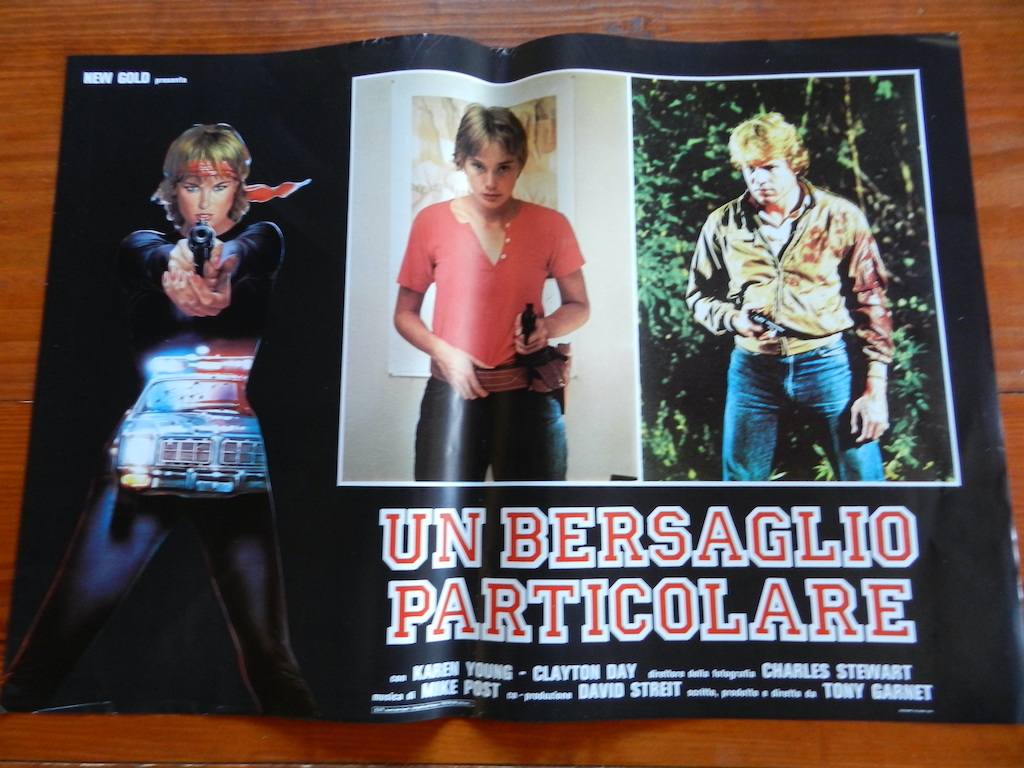 NEW GOLD presenta
UN BERSAGLIO
PARTICOLARE
con KAREN YOUNG - CLAYTON DAY direttore della fotografia CHARLES STEWART
musica di MIKE POST co-produzione DAVID STREIT scritto, prodotto e diretto da TONY GARNET